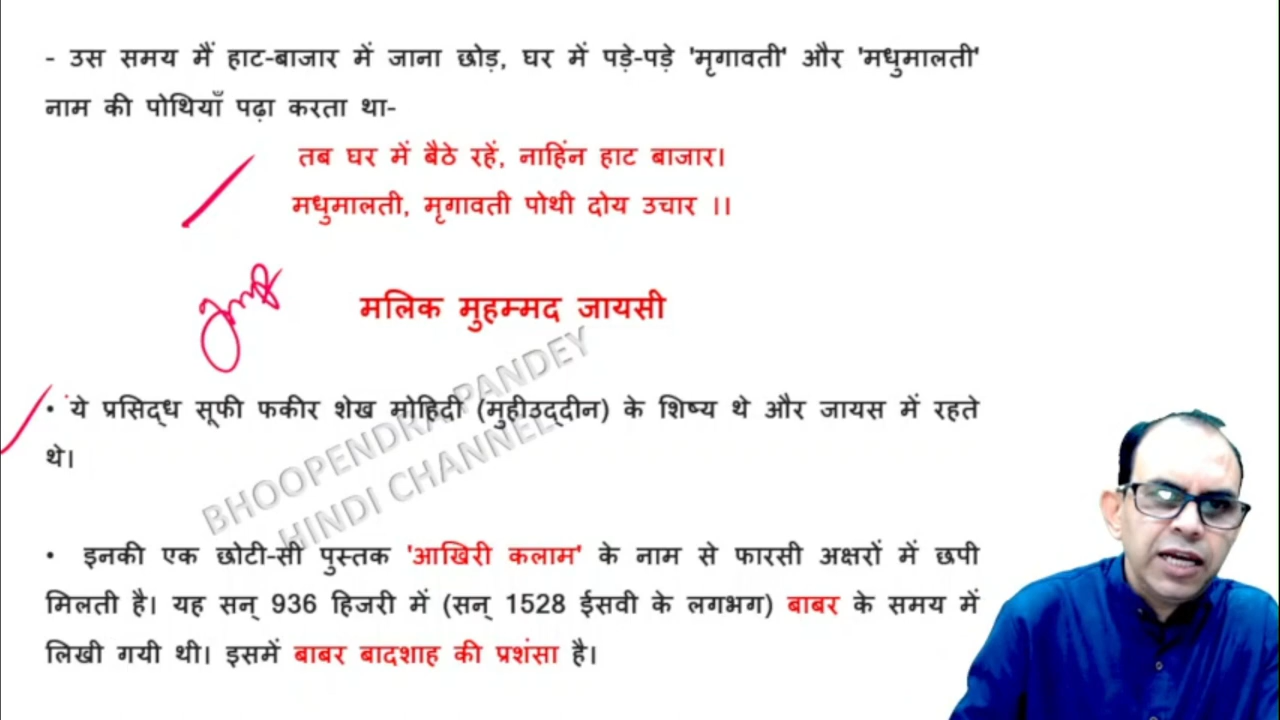 - उस समय मैं हाट-बाजार में जाना छोड़, घर में पड़े-पड़े 'मृगावती' और 'मधुमालती'
नाम की पोथियाँ पढ़ा करता था-
तब घर में बैठे रहें, नाहिंन हाट बाजार।
मधुमालती, मृगावती पोथी दोय उचार ।।
Imp
मलिक मुहम्मद जायसी
• ये प्रसिद्ध सूफी फकीर शेख मोहिदी (मुहीउद्दीन) के शिष्य थे और जायस में रहते
थे।
BHOOPENDRA PANDEY
HINDI CHANNEL
• इनकी एक छोटी-सी पुस्तक 'आखिरी कलाम' के नाम से फारसी अक्षरों में छपी
मिलती है। यह सन् 936 हिजरी में (सन् 1528 ईसवी के लगभग) बाबर के समय में
लिखी गयी थी। इसमें बाबर बादशाह की प्रशंसा है।